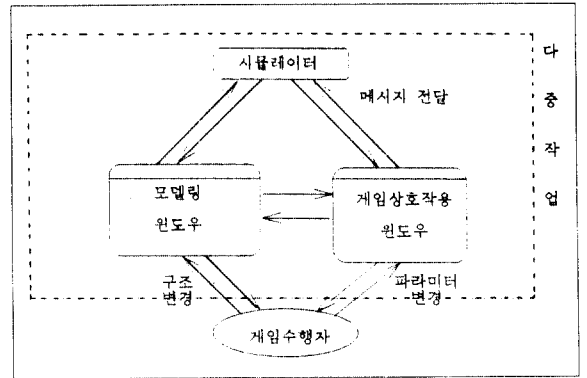 시뮬레이터
메시지 전달
다
중
작
업
모델링
윈도우
게임상호작용
윈도우
구조
변경
파라미터
변경
게임수행자